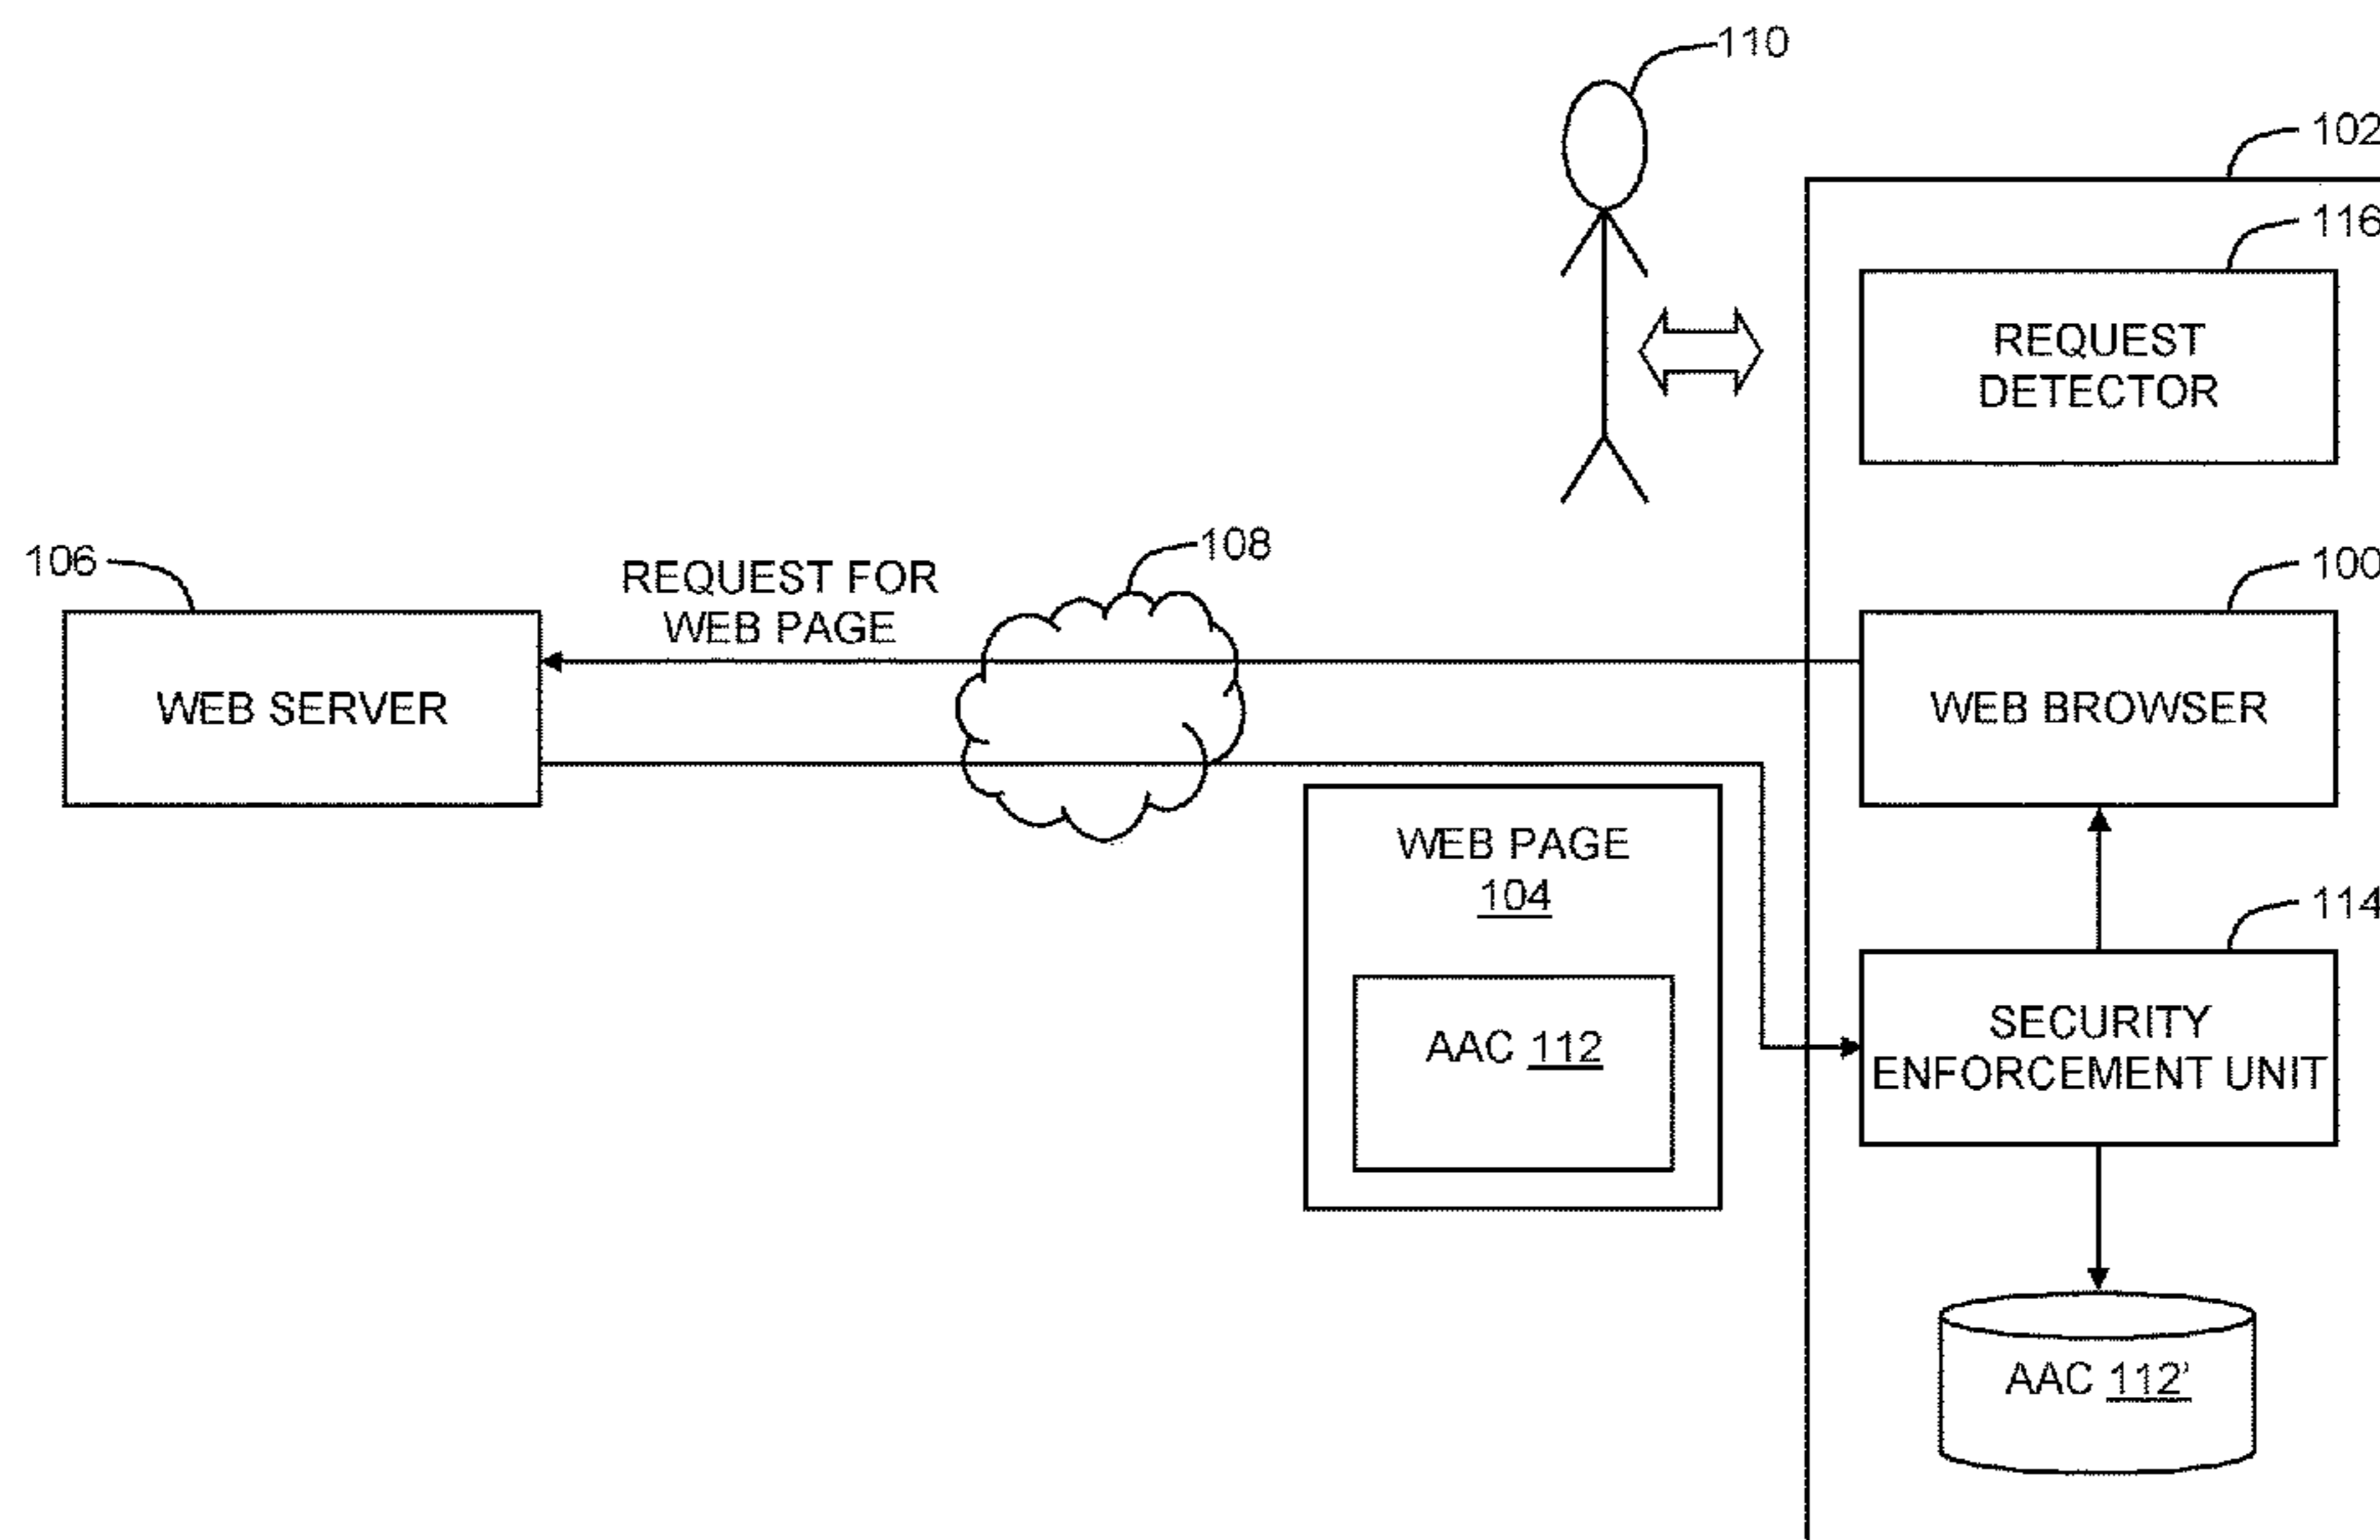 110
102
116
REQUEST
DETECTOR
106
REQUEST FOR
WEB PAGE
108
100
WEB SERVER
WEB BROWSER
WEB PAGE
104
114
AAC 112
SECURITY
ENFORCEMENT UNIT
AAC 112'